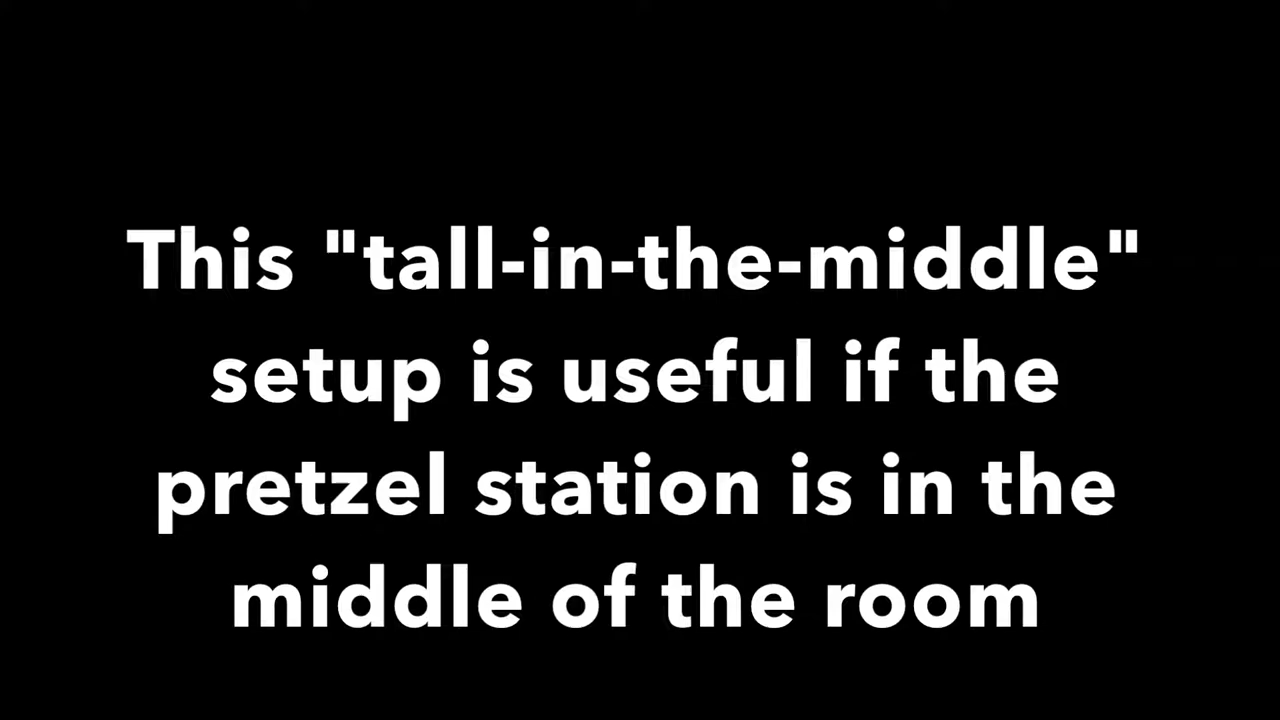 This "tall-in-the-middle"
setup is useful if the
pretzel station is in the
middle of the room